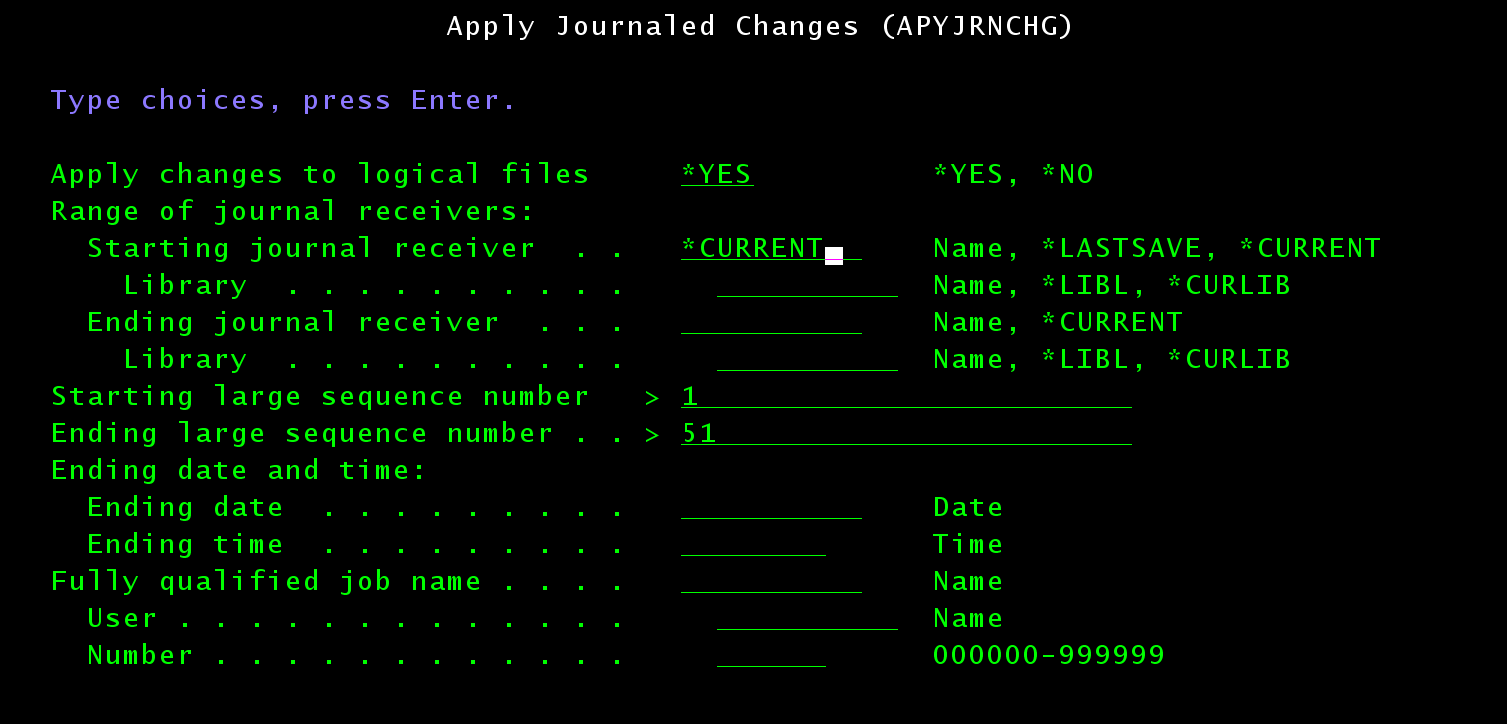 Apply Journaled Changes (APYJRNCHG)
Type choices, press Enter.
Apply changes to logical files *YES *YES, *NO
Range of journal receivers:
Starting journal receiver . . *CURRENT Name, *LASTSAVE, *CURRENT
Library . . . . . . . . . . Name, *LIBL, *CURLIB
Ending journal receiver . . . Name, *CURRENT
Library . . . . . . . . . . Name, *LIBL, *CURLIB
Starting large sequence number > 1
Ending large sequence number . . > 51
Ending date and time:
Ending date . . . . . . . . . Date
Ending time . . . . . . . . . Time
Fully qualified job name . . . . Name
User . . . . . . . . . . . . . Name
Number . . . . . . . . . . . . 000000-999999